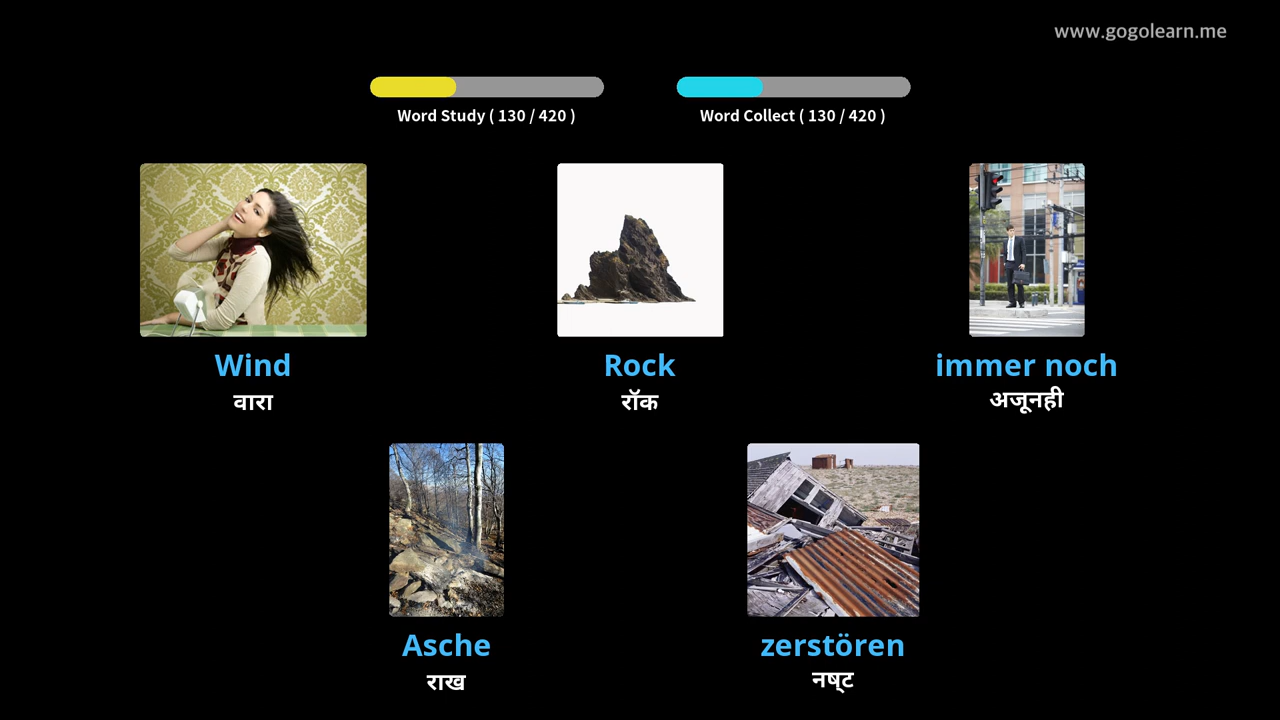 www.gogolearn.me
Word Study ( 130 / 420 )
Word Collect ( 130 / 420 )
Wind
वारा
Rock
रॉक
immer noch
अजूनही
Asche
राख
zerstören
नष्ट